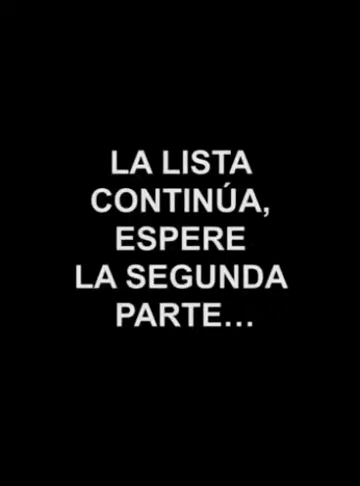 LA LISTA
CONTINÚA,
ESPERE
LA SEGUNDA
PARTE...